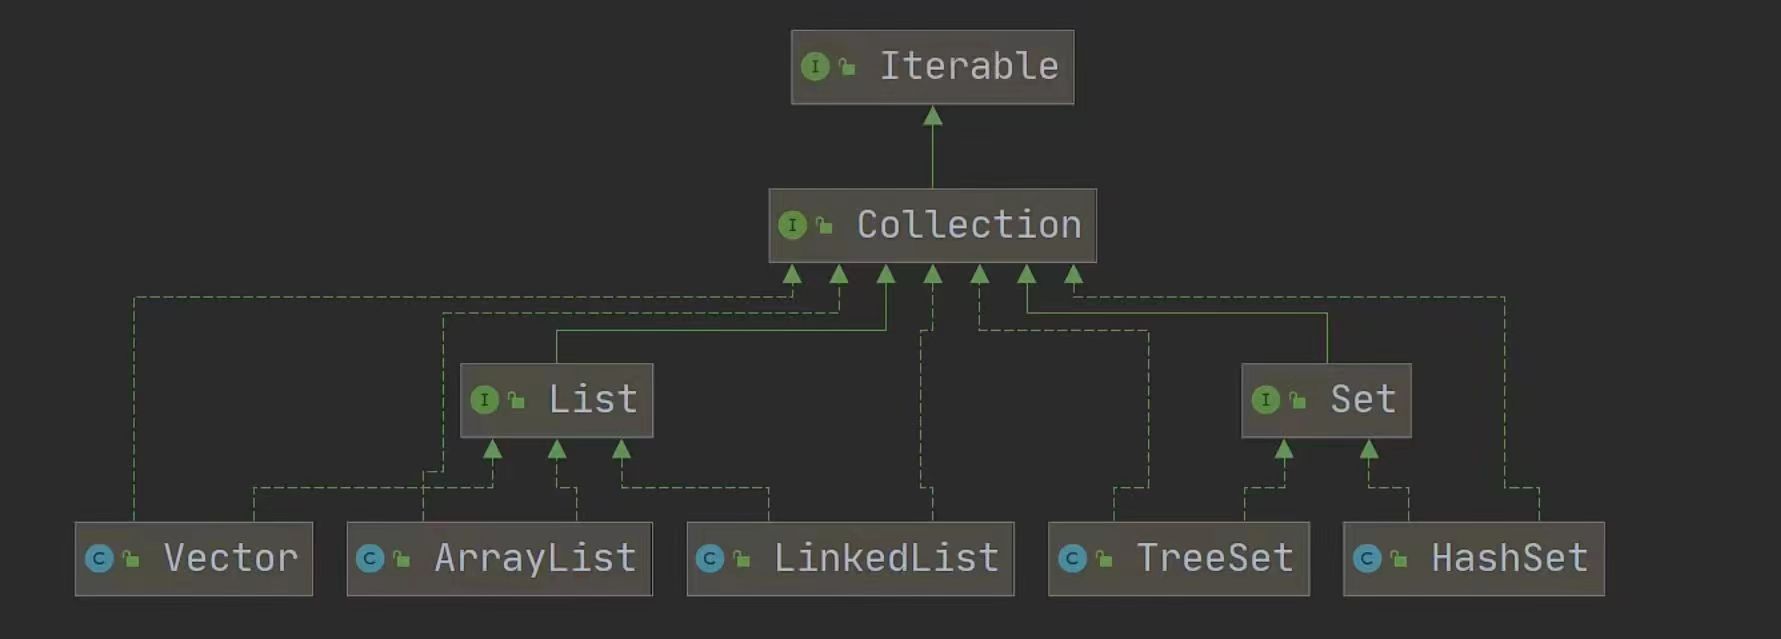 I Iterable
I Collection
I List
I Set
C Vector
C ArrayList
C LinkedList
C TreeSet
C HashSet